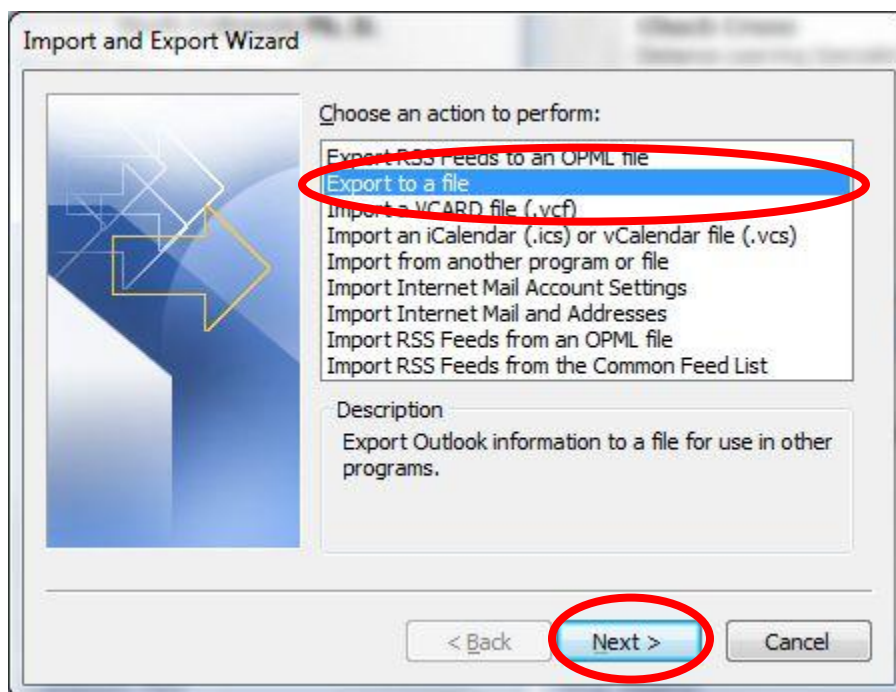 Import and Export Wizard
Choose an action to perform:
Export RSS Feeds to an OPML file
Export to a file
Import a VCARD file (.vcf)
Import an iCalendar (.ics) or vCalendar file (.vcs)
Import from another program or file
Import Internet Mail Account Settings
Import Internet Mail and Addresses
Import RSS Feeds from an OPML file
Import RSS Feeds from the Common Feed List
Description
Export Outlook information to a file for use in other
programs.
< Back
Next >
Cancel